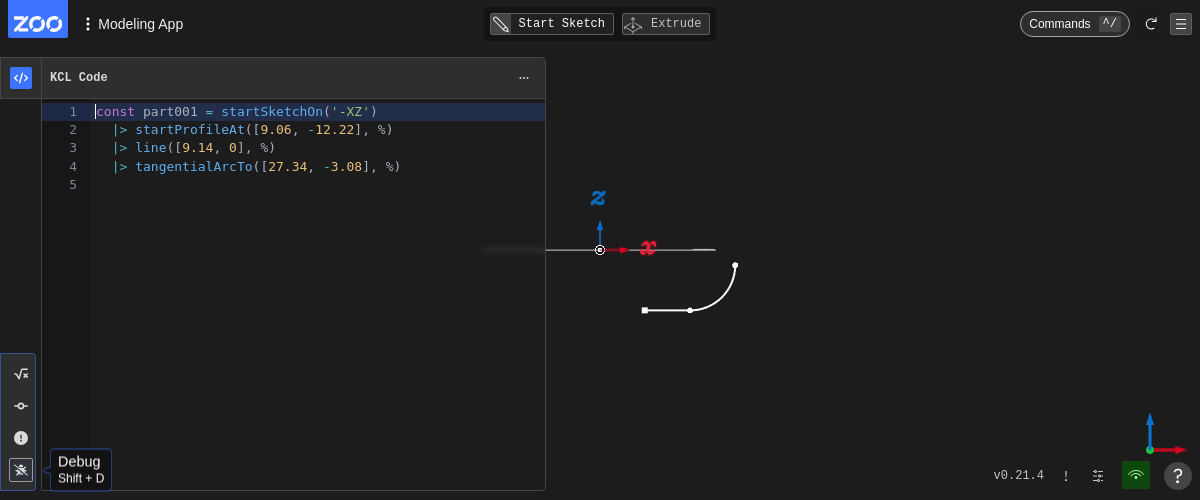 ZOO
Modeling App
Start Sketch
Extrude
Commands ^/
KCL Code
1 const part001 = startSketchOn('-XZ')
2 |> startProfileAt([9.06, -12.22], %)
3 |> line([9.14, 0], %)
4 |> tangentialArcTo([27.34, -3.08], %)
5
z
x
Debug
Shift + D
v0.21.4
!
?